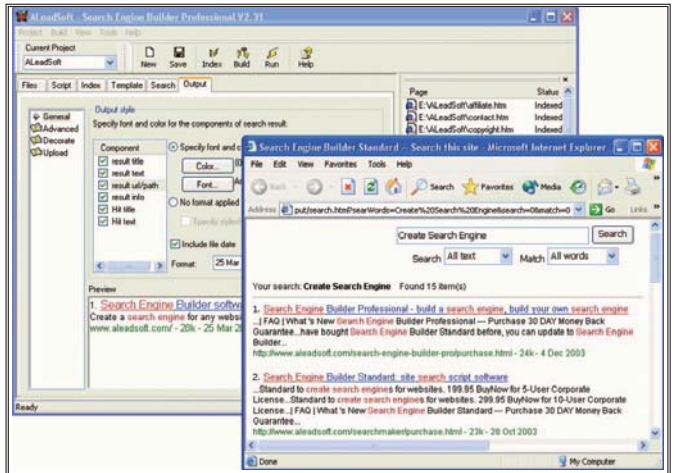 ALeadSoft - Search Engine Builder Professional V2.31
Project Build View Tools Help
Current Project
ALeadSoft
New Save Index Build Run Help
Files Script Index Template Search Output
General
Advanced
Decorate
Upload
Output style
Specify font and color for the components of search result:
Component
result title
result text
result url/path
result info
Hit title
Hit text
Specify font and c
Color...
Font...
No format applied
Include file date
Format: 25 Mar
Preview
1. Search Engine Builder softw
Create a search engine for any websi
www.aleadsoft.com/ - 28k - 25 Mar 2
Ready
Page Status
E:\ALeadSoft\affiliate.htm Indexed
E:\ALeadSoft\contact.htm Indexed
E:\ALeadSoft\copyright.htm Indexed
Search Engine Builder Standard -- Search this site - Microsoft Internet Explorer
File Edit View Favorites Tools Help
Back Search Favorites Media
Address put/search.htm?searWords=Create%20Search%20Engine&search=0&match=0 Go Links
Create Search Engine Search
Search All text Match All words
Your search: Create Search Engine Found 15 item(s)
1. Search Engine Builder Professional - build a search engine, build your own search engine
...| FAQ | What's New Search Engine Builder Professional --- Purchase 30 DAY Money Back
Guarantee...have bought Search Engine Builder Standard before, you can update to Search Engine
Builder...
http://www.aleadsoft.com/search-engine-builder-pro/purchase.html - 24k - 4 Dec 2003
2. Search Engine Builder Standard: site search script software
...Standard to create search engines for websites. 199.95 BuyNow for 5-User Corporate
License...Standard to create search engines for websites. 299.95 BuyNow for 10-User Corporate
License...| FAQ | What's New Search Engine Builder Standard --- Purchase 30 DAY Money Back
Guarantee...
http://www.aleadsoft.com/searchmaker/purchase.html - 23k - 28 Oct 2003
Done My Computer